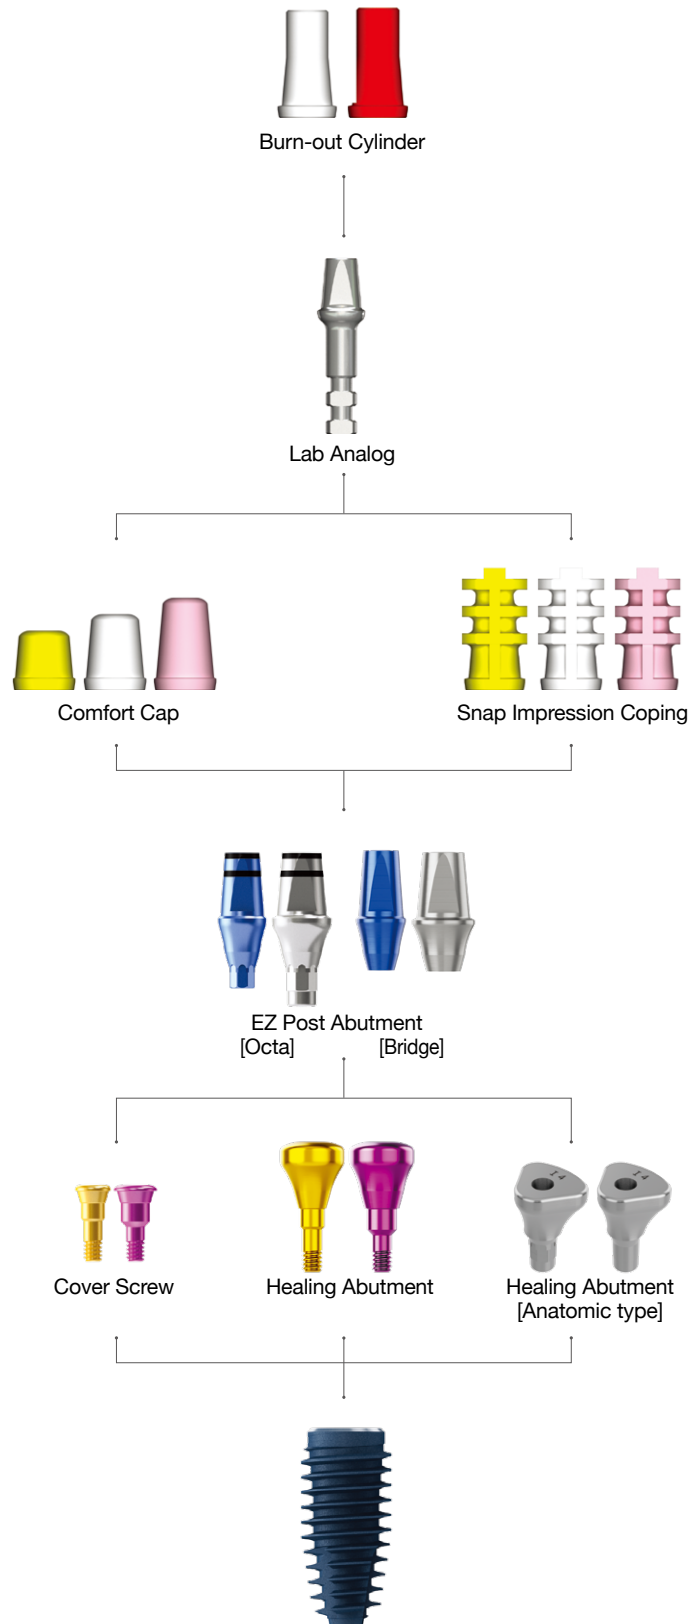 Burn-out Cylinder
Lab Analog
Comfort Cap
Snap Impression Coping
EZ Post Abutment
[Octa]
[Bridge]
Cover Screw
Healing Abutment
Healing Abutment
[Anatomic type]